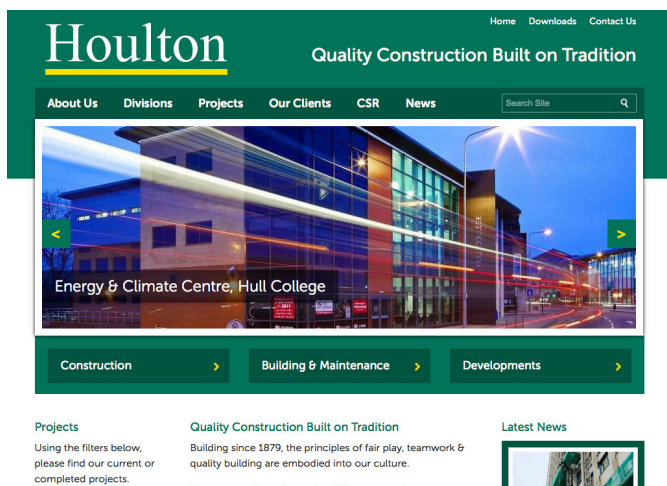 Home Downloads Contact Us
Houlton
Quality Construction Built on Tradition
About Us Divisions Projects Our Clients CSR News Search Site
< >
Energy & Climate Centre, Hull College
Construction > Building & Maintenance > Developments >
Projects
Using the filters below,
please find our current or
completed projects.
Quality Construction Built on Tradition
Building since 1879, the principles of fair play, teamwork &
quality building are embodied into our culture.
Latest News